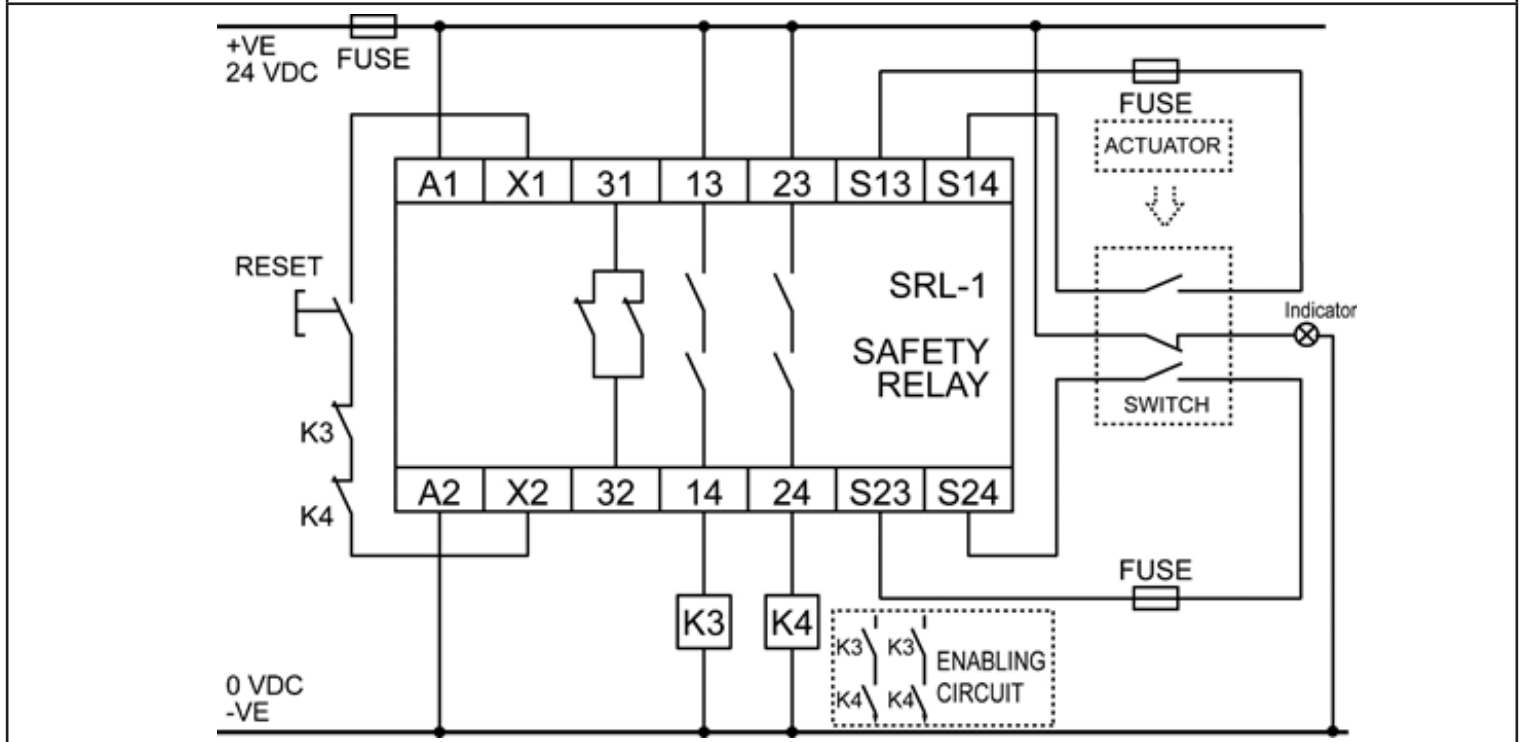 +VE
24 VDC
FUSE
FUSE
ACTUATOR
A1 X1 31 13 23 S13 S14
RESET
SRL-1
Indicator
SAFETY
RELAY
SWITCH
K3
A2 X2 32 14 24 S23 S24
K4
FUSE
K3 K4
K3 K3
ENABLING
CIRCUIT
K4 K4
0 VDC
-VE